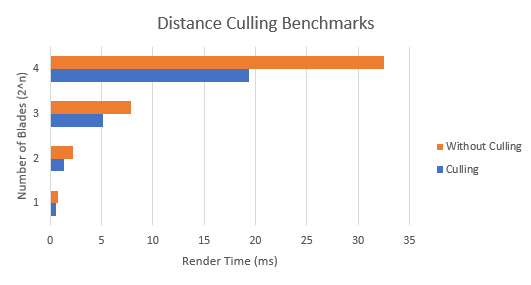 Distance Culling Benchmarks
Number of Blades (2^n)
4
3
2
1
Without Culling
Culling
0 5 10 15 20 25 30 35
Render Time (ms)